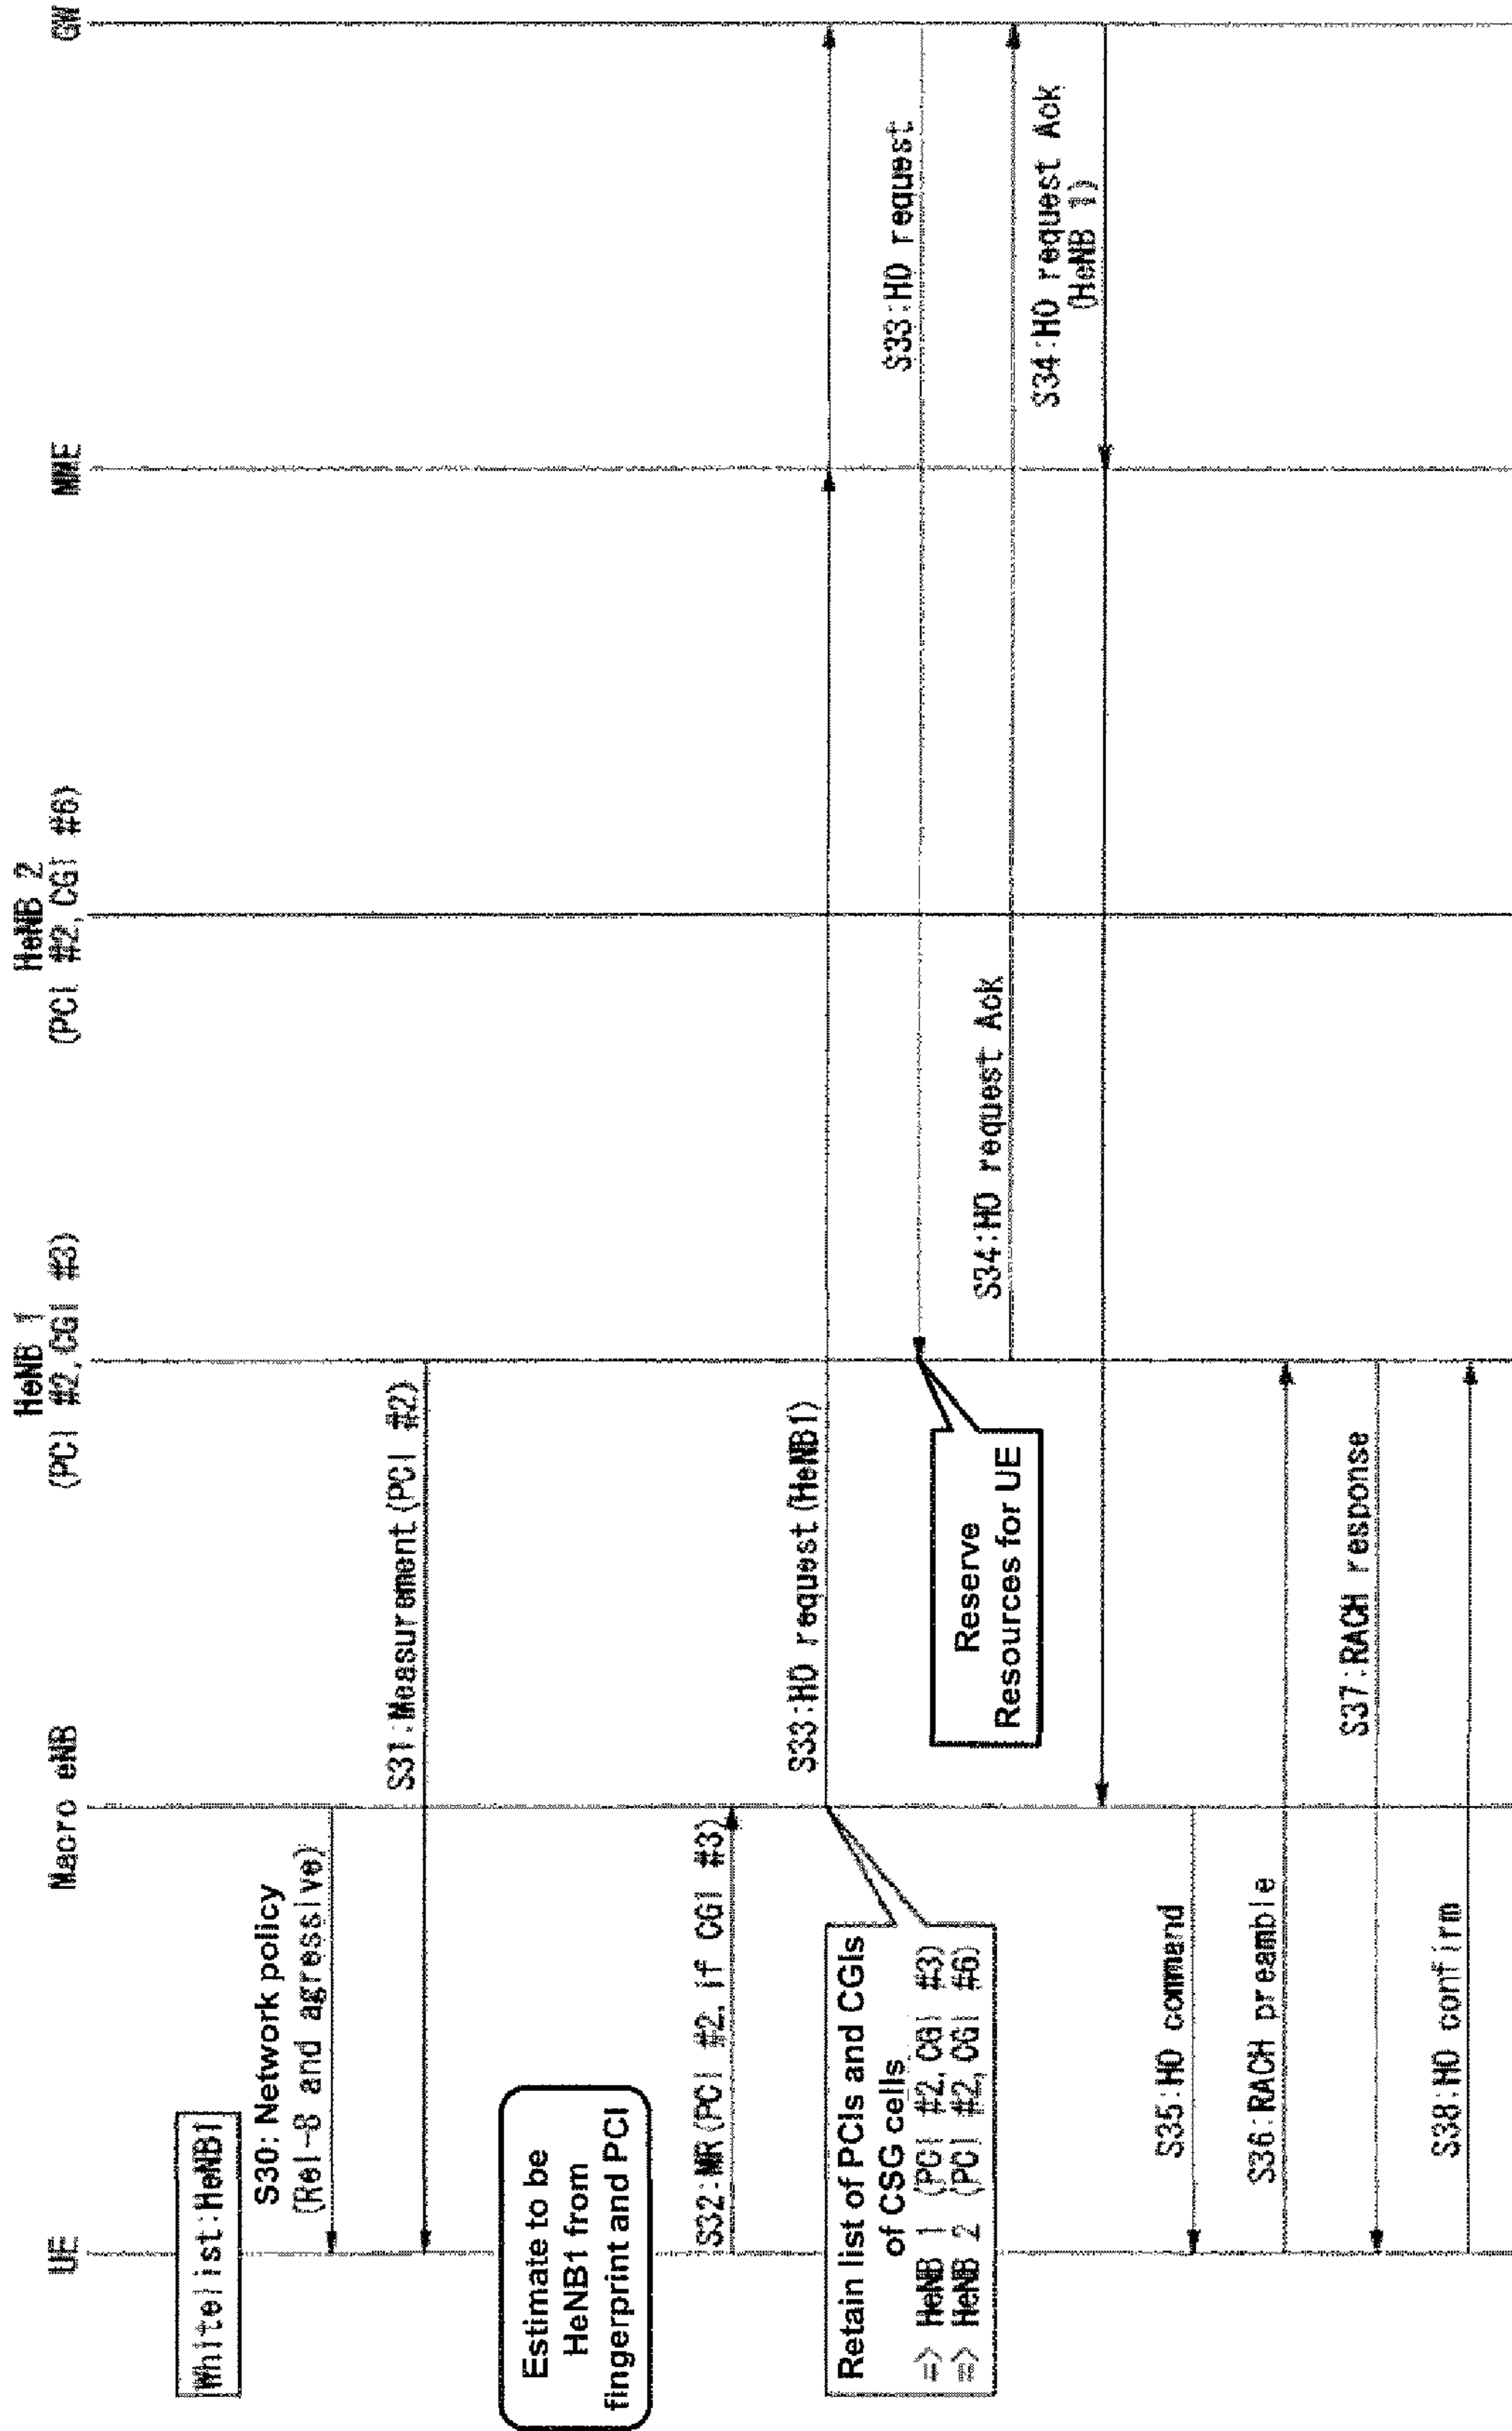 UE
Macro eNB
HeNB 1
(PCI #2, CGI #3)
HeNB 2
(PCI #2, CGI #6)
MME
GW
Whitelist:HeNB1
S30: Network policy
(Rel-8 and agressive)
S31:Measurement(PCI #2)
Estimate to be
HeNB1 from
fingerprint and PCI
S32:MR(PCI #2, if CGI #3)
Retain list of PCIs and CGIs
of CSG cells
=> HeNB 1 (PCI #2, CGI #3)
=> HeNB 2 (PCI #2, CGI #6)
S33:HO request(HeNB1)
S33:HO request
Reserve
Resources for UE
S34:HO request Ack
S34:HO request Ack
(HeNB 1)
S35:HO command
S36:RACH preamble
S37:RACH response
S38:HO confirm